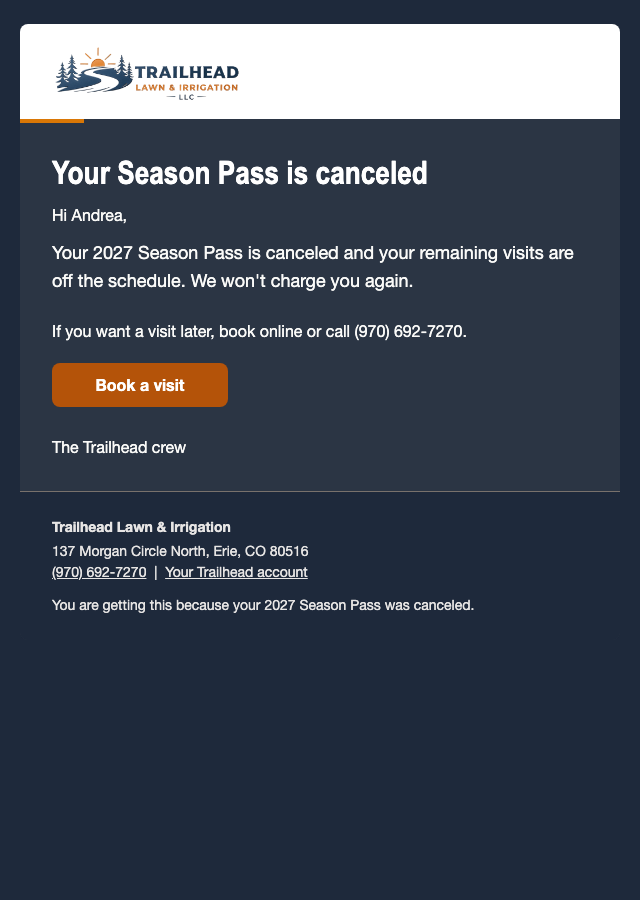 TRAILHEAD
LAWN & IRRIGATION
LLC
Your Season Pass is canceled
Hi Andrea,
Your 2027 Season Pass is canceled and your remaining visits are
off the schedule. We won't charge you again.
If you want a visit later, book online or call (970) 692-7270.
Book a visit
The Trailhead crew
Trailhead Lawn & Irrigation
137 Morgan Circle North, Erie, CO 80516
(970) 692-7270 | Your Trailhead account
You are getting this because your 2027 Season Pass was canceled.